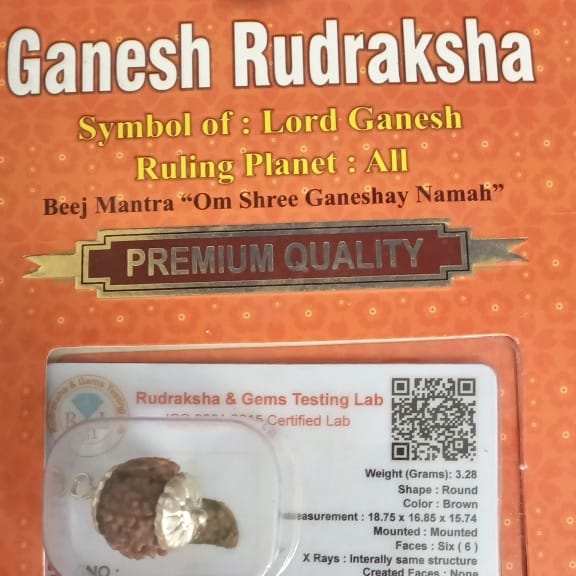 Ganesh Rudraksha
Symbol of : Lord Ganesh
Ruling Planet : All
Beej Mantra “Om Shree Ganeshay Namah”
PREMIUM QUALITY
Rudraksha & Gems Testing Lab
Certified Lab
Weight (Grams): 3.28
Shape : Round
Color : Brown
easurement : 18.75 x 16.85 x 15.74
Mounting : Mounted
Faces : Six ( 6 )
X Rays : Interally same structure
Created Faces : None
NO.